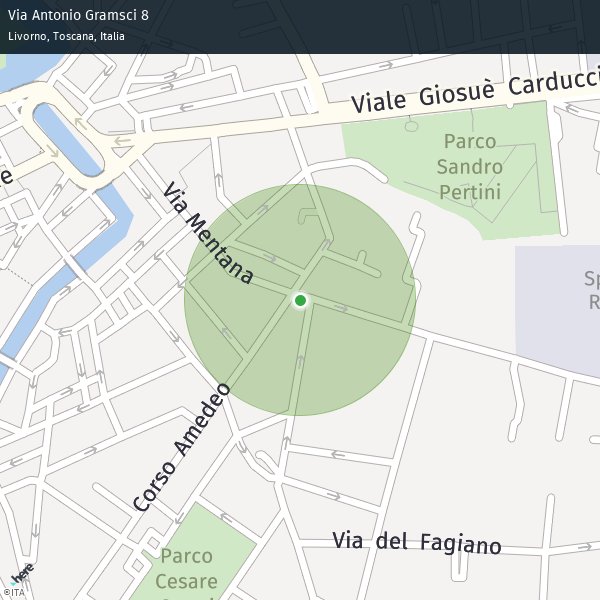 Via Antonio Gramsci 8
Livorno, Toscana, Italia
Viale Giosuè Carducci
Parco
Sandro
Pertini
Via Mentana
Sp
R
Corso Amedeo
Via del Fagiano
Parco
Cesare
here
©ITA